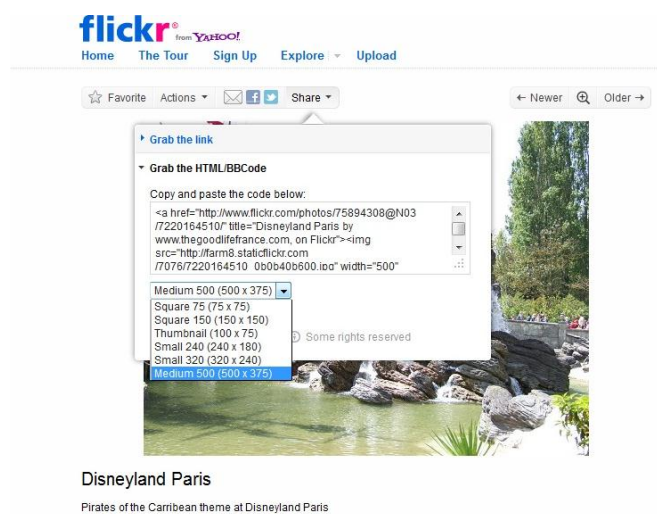 flickr® from YAHOO!
Home The Tour Sign Up Explore Upload
Favorite Actions Share ← Newer Older →
Grab the link
Grab the HTML/BBCode
Copy and paste the code below:
<a href="http://www.flickr.com/photos/75894308@N03
/7220164510/" title="Disneyland Paris by
www.thegoodlifefrance.com, on Flickr"><img
src="http://farm8.staticflickr.com
/7076/7220164510_0b0b40b600.jpg" width="500"
Medium 500 (500 x 375)
Square 75 (75 x 75)
Square 150 (150 x 150)
Thumbnail (100 x 75)
Small 240 (240 x 180)
Some rights reserved
Small 320 (320 x 240)
Medium 500 (500 x 375)
Disneyland Paris
Pirates of the Carribean theme at Disneyland Paris